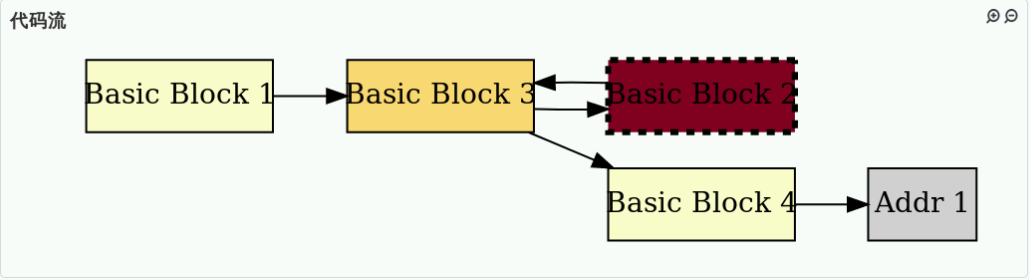 代码流
Basic Block 1
Basic Block 3
Basic Block 2
Basic Block 4
Addr 1